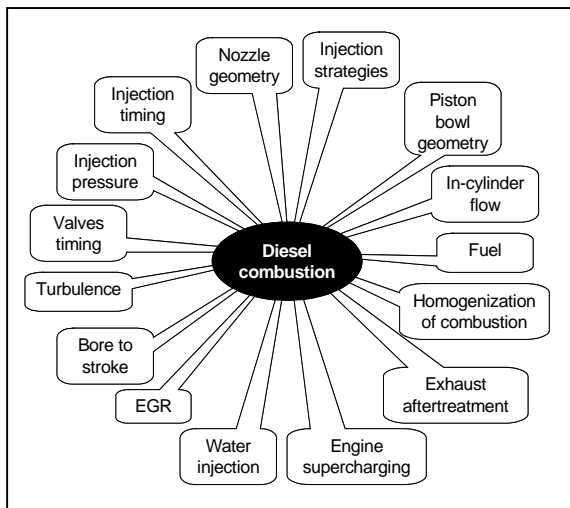 Nozzle
geometry
Injection
strategies
Injection
timing
Piston
bowl
geometry
Injection
pressure
In-cylinder
flow
Valves
timing
Diesel
combustion
Fuel
Turbulence
Homogenization
of combustion
Bore to
stroke
Exhaust
aftertreatment
EGR
Water
injection
Engine
supercharging